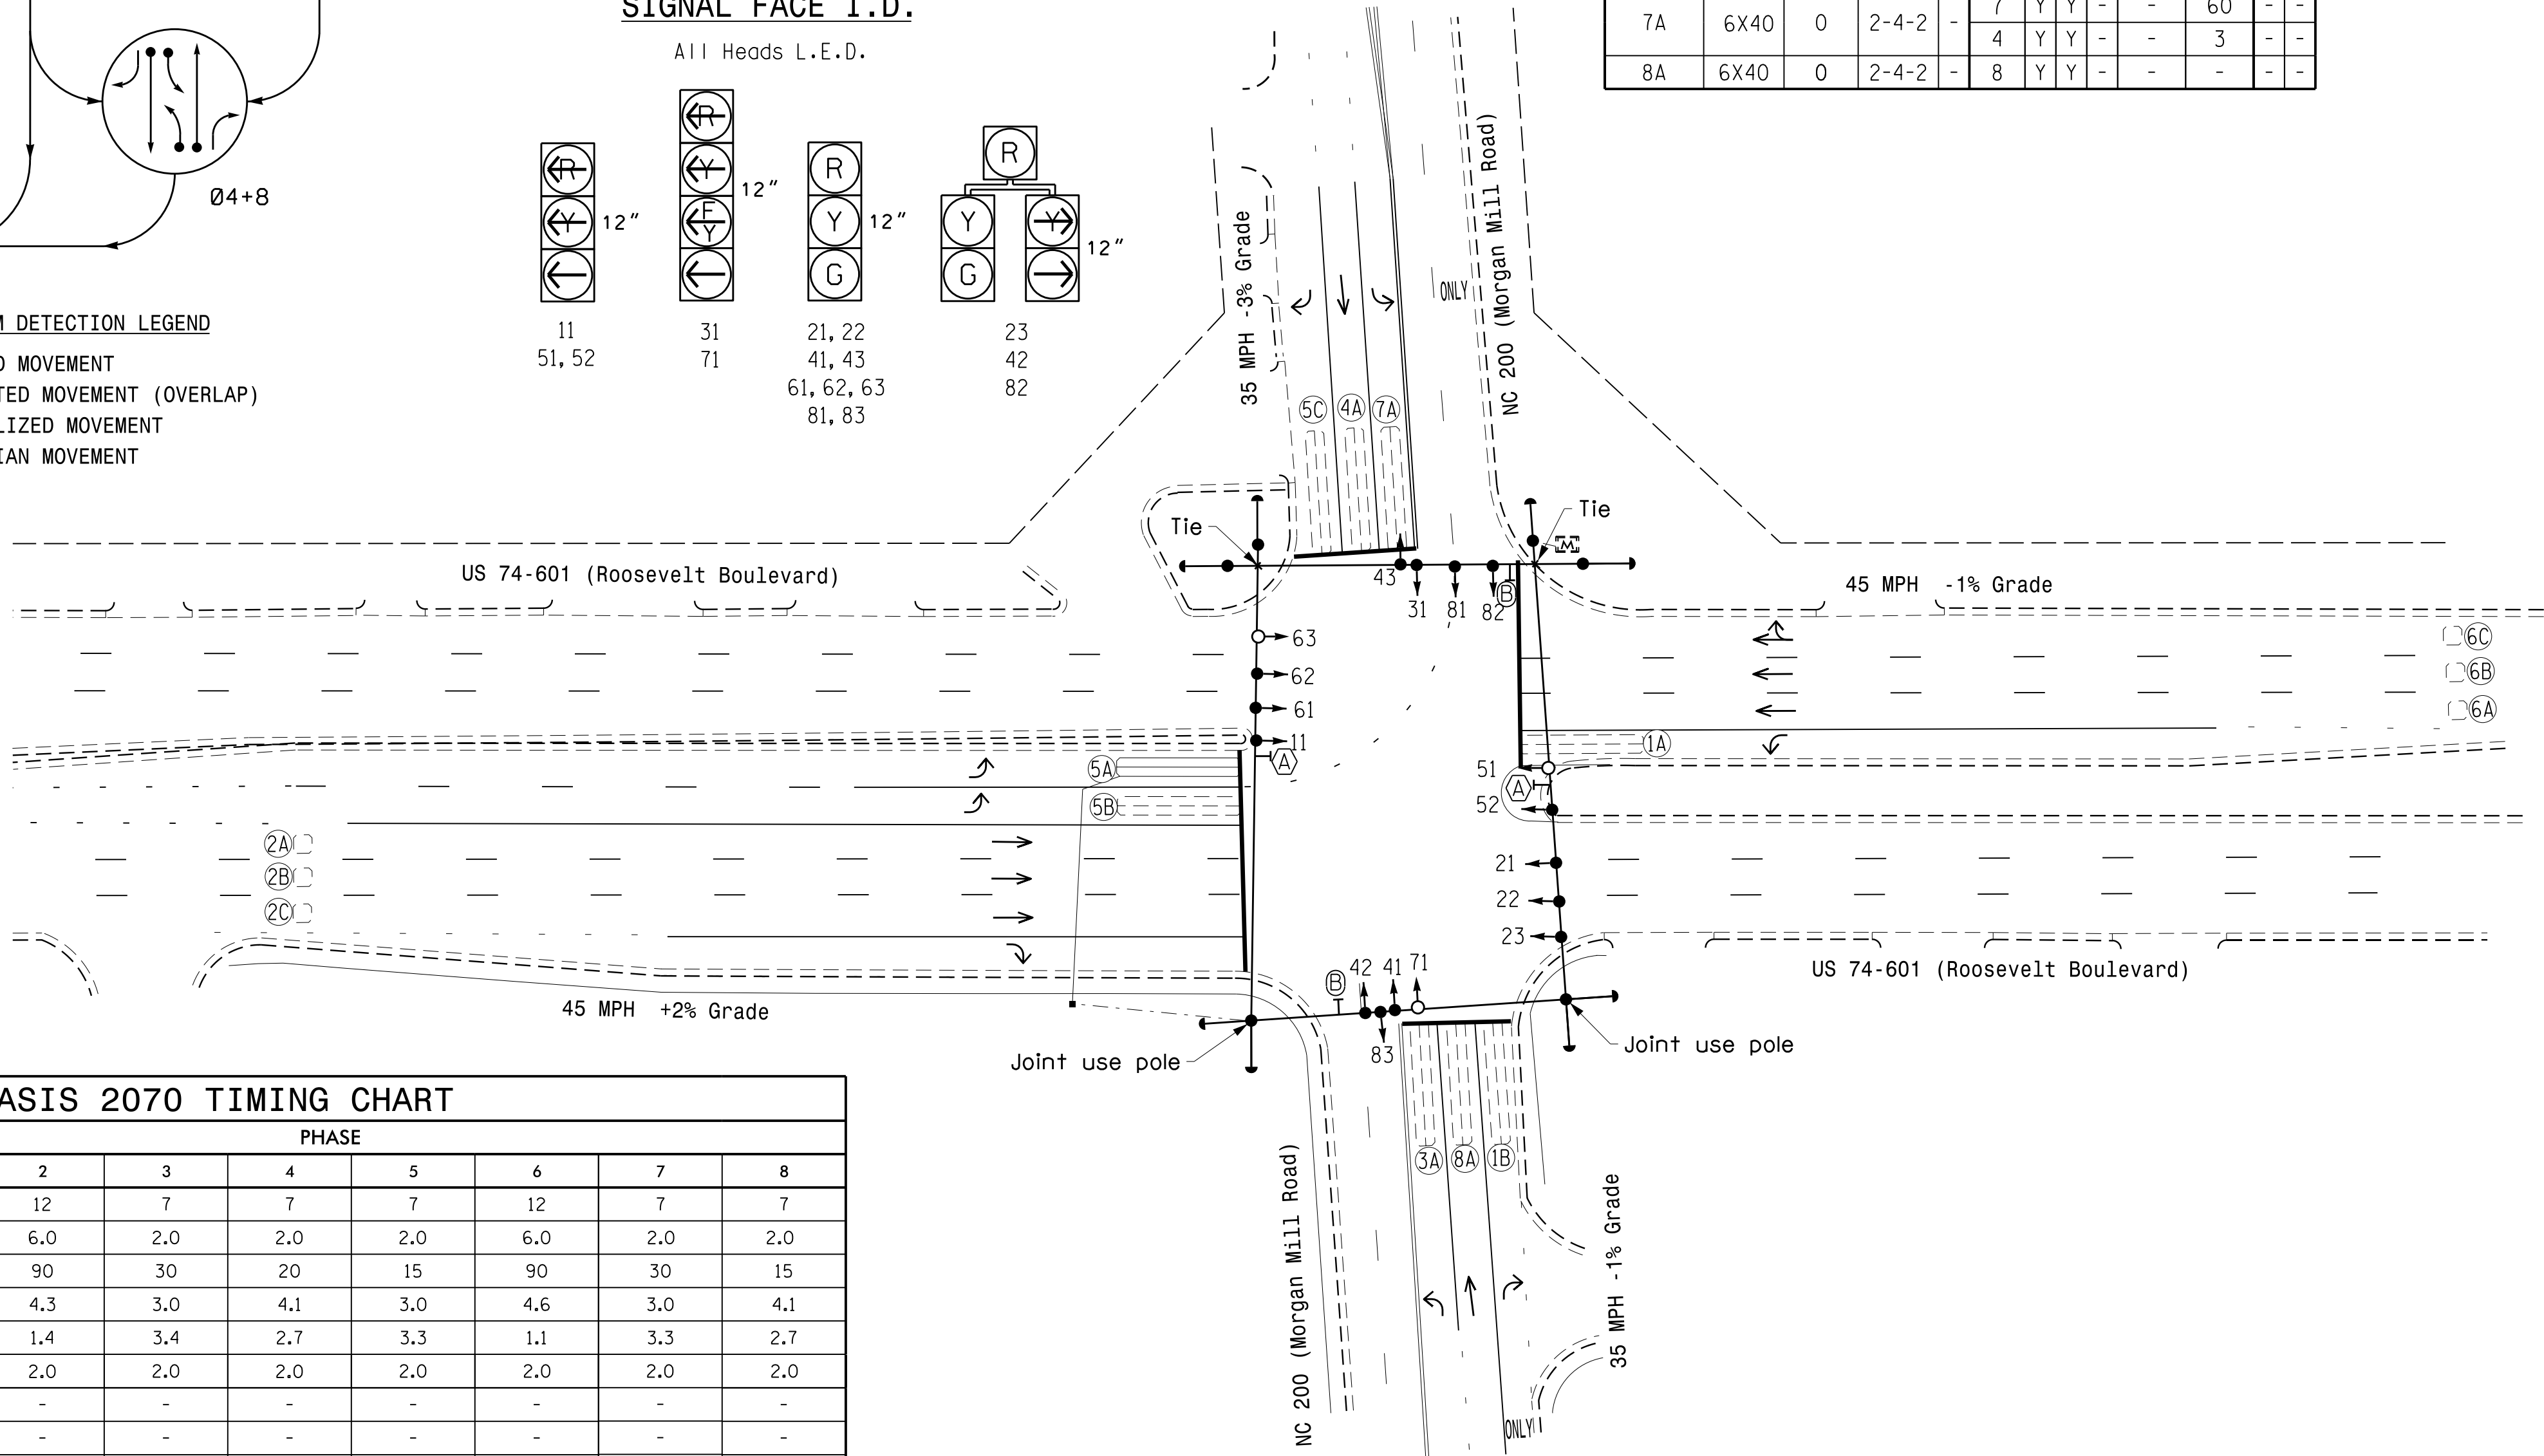 SIGNAL FACE I.D.
All Heads L.E.D.
Ø4+8
R
Y
12"
R
Y
F
Y
12"
R
Y
G
12"
R
Y
Y
G
12"
11
51, 52
31
71
21, 22
41, 43
61, 62, 63
81, 83
23
42
82
DETECTION LEGEND
MOVEMENT
MOVEMENT (OVERLAP)
MOVEMENT
MOVEMENT
7 Y Y - - 60 - -
7A 6X40 0 2-4-2 -
4 Y Y - - 3 - -
8A 6X40 0 2-4-2 - 8 Y Y - - - - -
35 MPH -3% Grade
NC 200 (Morgan Mill Road)
ONLY
5C 4A 7A
Tie
Tie
M
43
31 81 82
B
US 74-601 (Roosevelt Boulevard)
45 MPH -1% Grade
63
62
61
11
A
6C
6B
6A
1A
5A
5B
51
A
52
2A
2B
2C
21
22
23
US 74-601 (Roosevelt Boulevard)
45 MPH +2% Grade
B
42 41 71
83
Joint use pole
Joint use pole
3A 8A 1B
NC 200 (Morgan Mill Road)
35 MPH -1% Grade
ONLY
2070 TIMING CHART
PHASE
2 3 4 5 6 7 8
12 7 7 7 12 7 7
6.0 2.0 2.0 2.0 6.0 2.0 2.0
90 30 20 15 90 30 15
4.3 3.0 4.1 3.0 4.6 3.0 4.1
1.4 3.4 2.7 3.3 1.1 3.3 2.7
2.0 2.0 2.0 2.0 2.0 2.0 2.0
- - - - - - -
- - - - - - -